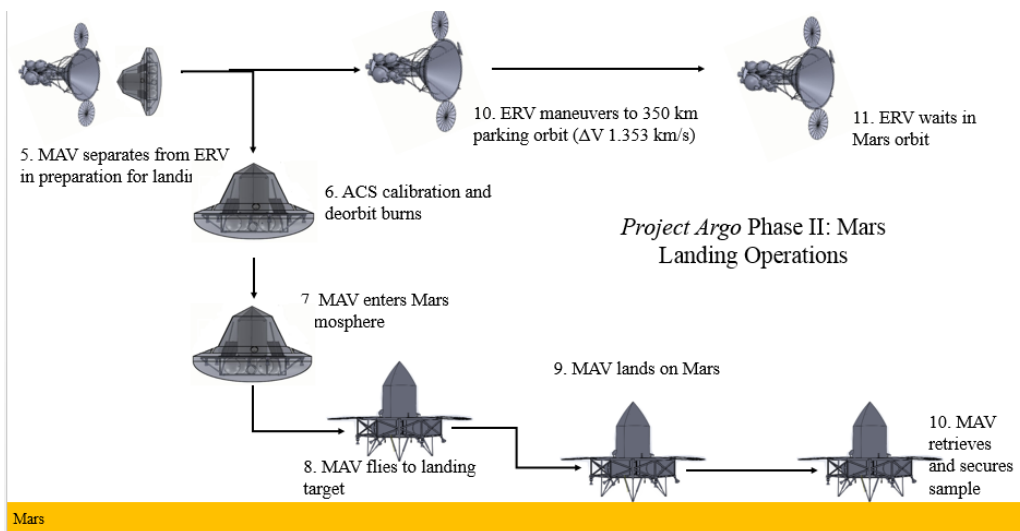 5. MAV separates from ERV
in preparation for landin
10. ERV maneuvers to 350 km
parking orbit (ΔV 1.353 km/s)
11. ERV waits in
Mars orbit
6. ACS calibration and
deorbit burns
Project Argo Phase II: Mars
Landing Operations
7 MAV enters Mars
mosphere
8. MAV flies to landing
target
9. MAV lands on Mars
10. MAV
retrieves
and secures
sample
Mars